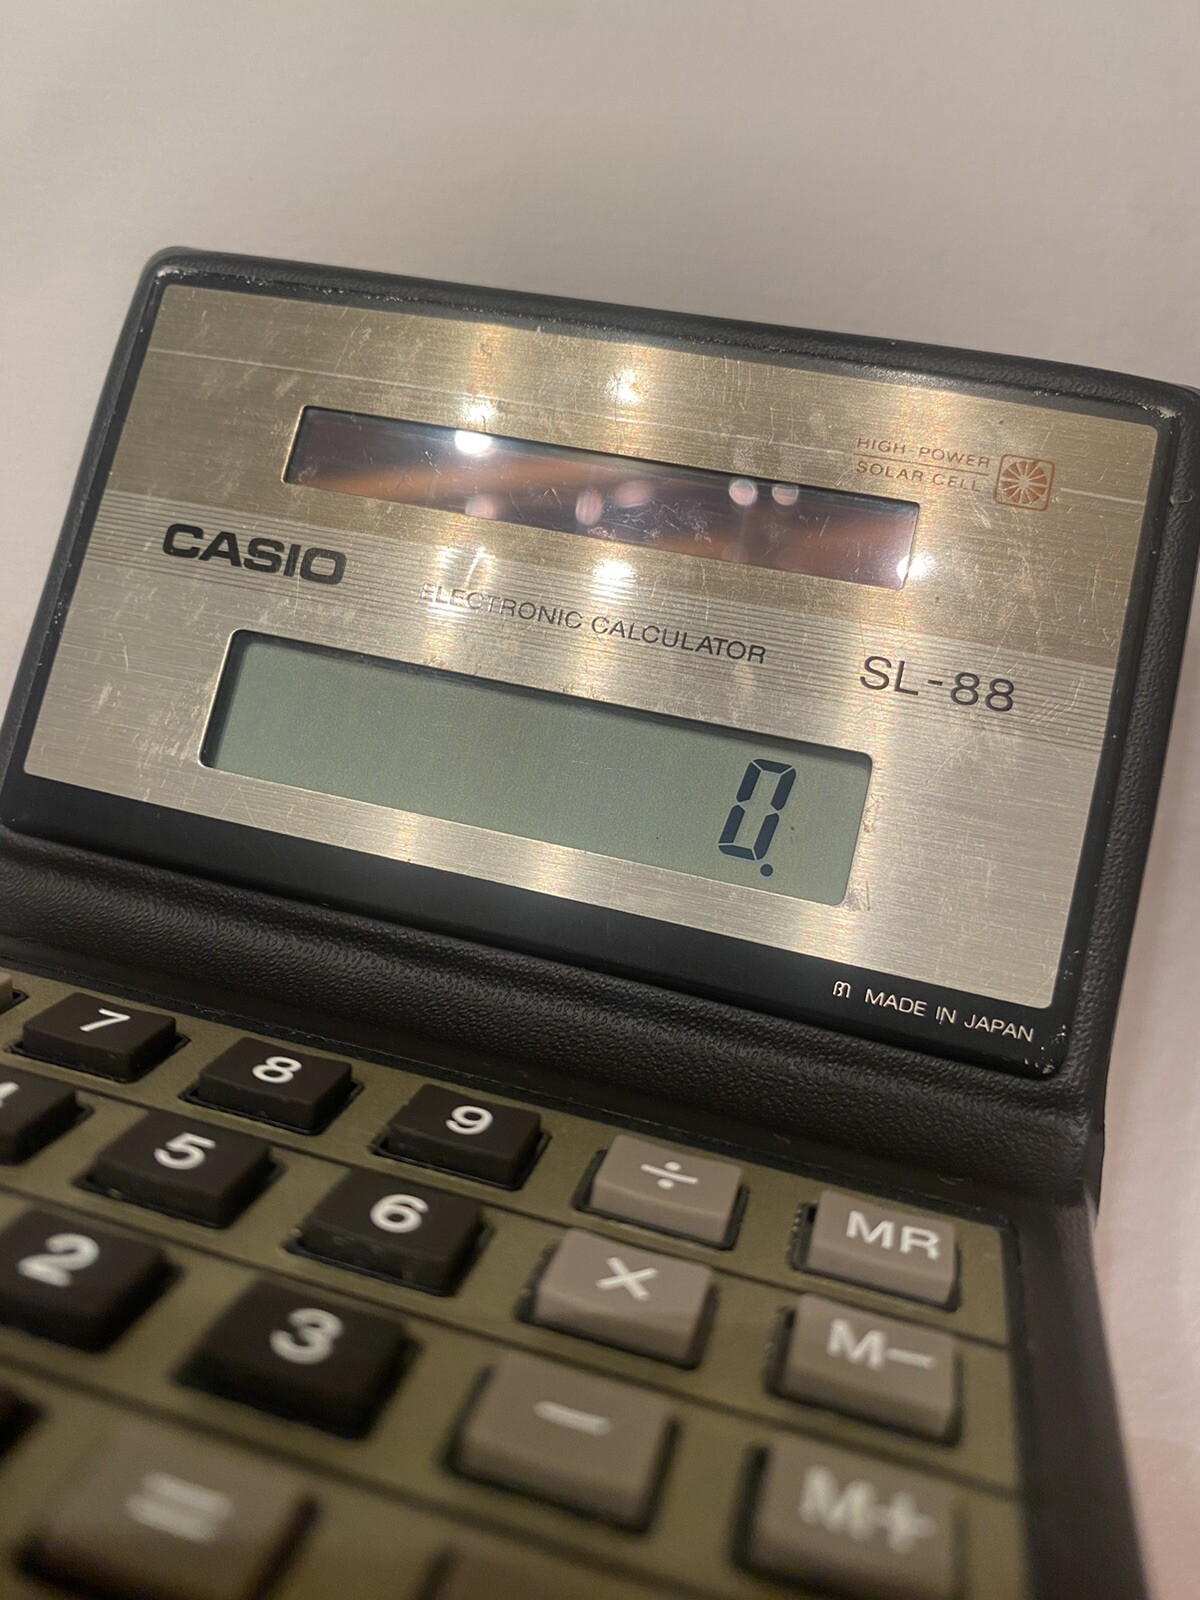 HIGH-POWER
SOLAR CELL
CASIO
ELECTRONIC CALCULATOR
SL-88
0.
MADE IN JAPAN
7
8
9
÷
MR
5
6
×
M−
2
3
−
M+
=